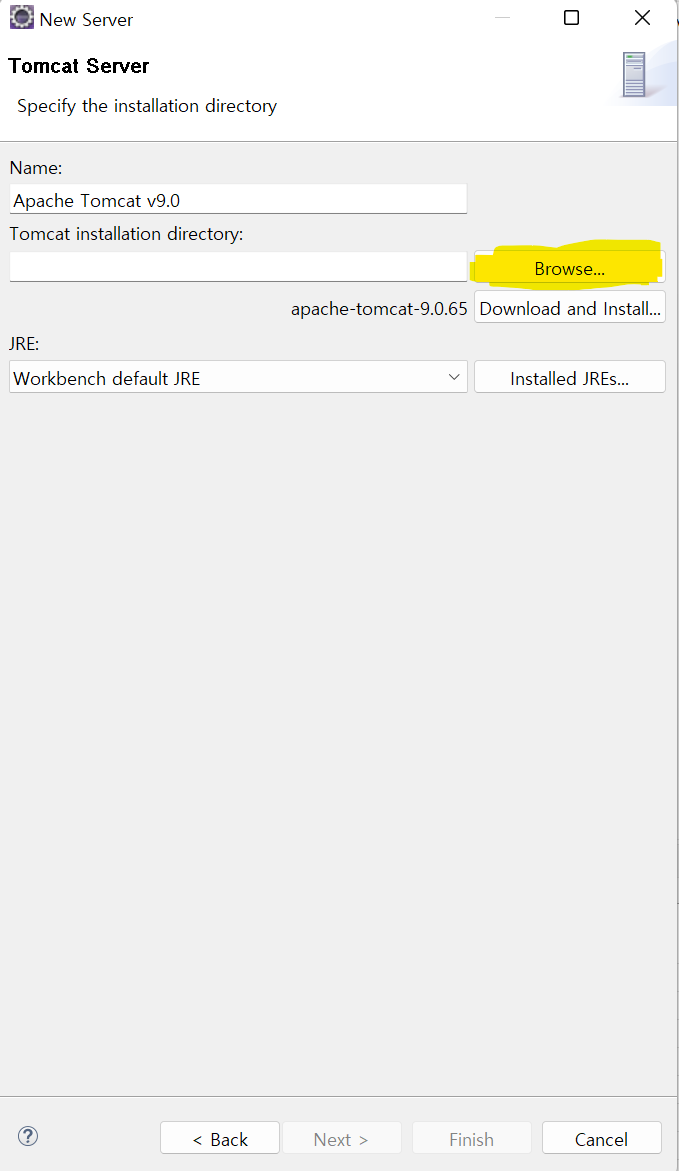 New Server
Tomcat Server
Specify the installation directory
Name:
Apache Tomcat v9.0
Tomcat installation directory:
Browse...
apache-tomcat-9.0.65 Download and Install...
JRE:
Workbench default JRE Installed JREs...
? < Back Next > Finish Cancel